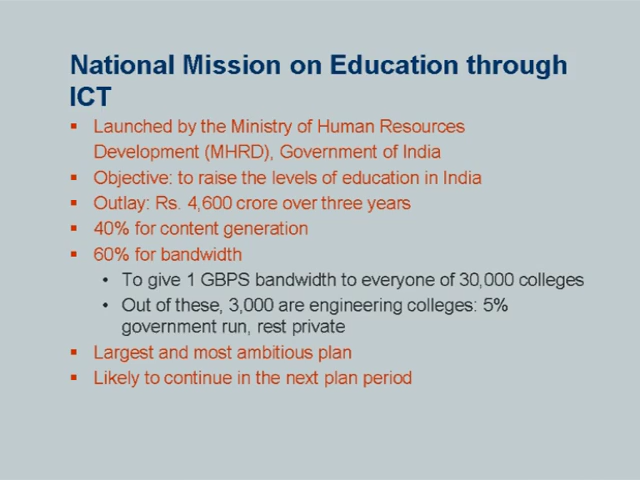 National Mission on Education through
ICT
▪ Launched by the Ministry of Human Resources
Development (MHRD), Government of India
▪ Objective: to raise the levels of education in India
▪ Outlay: Rs. 4,600 crore over three years
▪ 40% for content generation
▪ 60% for bandwidth
• To give 1 GBPS bandwidth to everyone of 30,000 colleges
• Out of these, 3,000 are engineering colleges: 5%
government run, rest private
▪ Largest and most ambitious plan
▪ Likely to continue in the next plan period